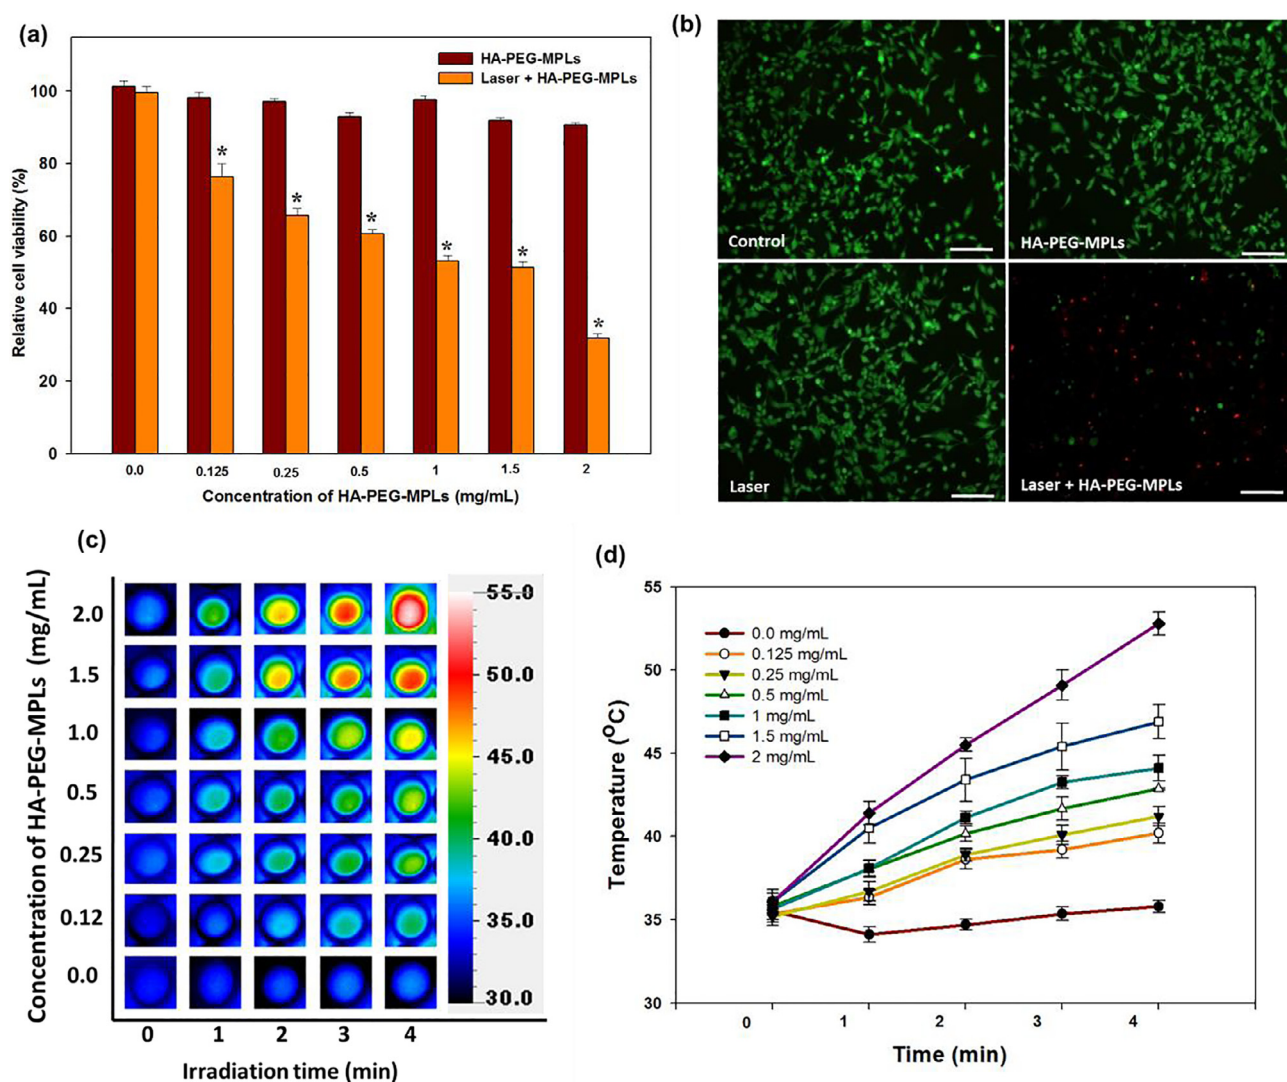 (a)
HA-PEG-MPLs
Laser + HA-PEG-MPLs
Relative cell viability (%)
100
80
60
40
20
0
*
*
*
*
*
*
0.0 0.125 0.25 0.5 1 1.5 2
Concentration of HA-PEG-MPLs (mg/mL)
(b)
Control
HA-PEG-MPLs
Laser
Laser + HA-PEG-MPLs
(c)
Concentration of HA-PEG-MPLs (mg/mL)
2.0
1.5
1.0
0.5
0.25
0.12
0.0
0 1 2 3 4
Irradiation time (min)
55.0
50.0
45.0
40.0
35.0
30.0
(d)
Temperature (°C)
55
50
45
40
35
30
0.0 mg/mL
0.125 mg/mL
0.25 mg/mL
0.5 mg/mL
1 mg/mL
1.5 mg/mL
2 mg/mL
0 1 2 3 4
Time (min)